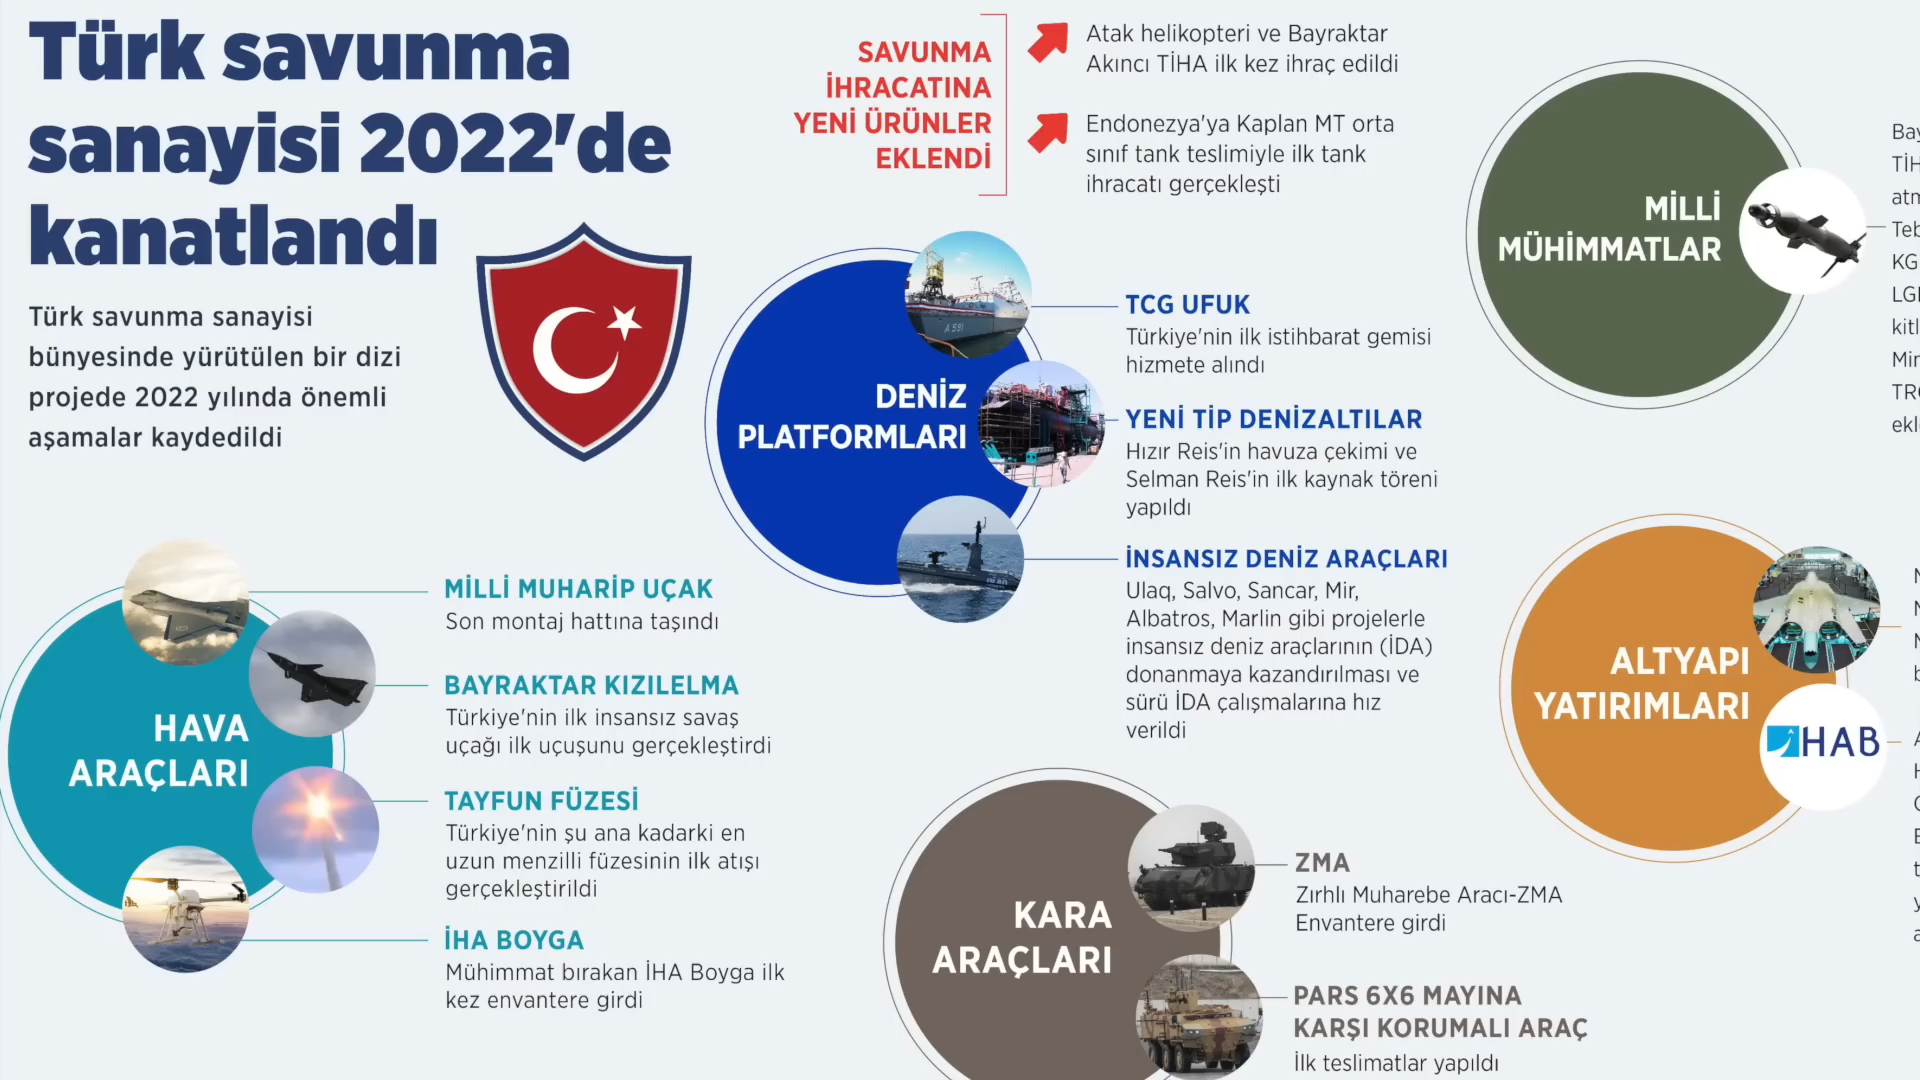 Türk savunma
sanayisi 2022'de
kanatlandı
Türk savunma sanayisi
bünyesinde yürütülen bir dizi
projede 2022 yılında önemli
aşamalar kaydedildi
SAVUNMA
İHRACATINA
YENİ ÜRÜNLER
EKLENDİ
Atak helikopteri ve Bayraktar
Akıncı TİHA ilk kez ihraç edildi
Endonezya'ya Kaplan MT orta
sınıf tank teslimiyle ilk tank
ihracatı gerçekleşti
DENİZ
PLATFORMLARI
A 591
TCG UFUK
Türkiye'nin ilk istihbarat gemisi
hizmete alındı
YENİ TİP DENİZALTILAR
Hızır Reis'in havuza çekimi ve
Selman Reis'in ilk kaynak töreni
yapıldı
İNSANSIZ DENİZ ARAÇLARI
Ulaq, Salvo, Sancar, Mir,
Albatros, Marlin gibi projelerle
insansız deniz araçlarının (İDA)
donanmaya kazandırılması ve
sürü İDA çalışmalarına hız
verildi
HAVA
ARAÇLARI
MİLLİ MUHARİP UÇAK
Son montaj hattına taşındı
BAYRAKTAR KIZILELMA
Türkiye'nin ilk insansız savaş
uçağı ilk uçuşunu gerçekleştirdi
TAYFUN FÜZESİ
Türkiye'nin şu ana kadarki en
uzun menzilli füzesinin ilk atışı
gerçekleştirildi
İHA BOYGA
Mühimmat bırakan İHA Boyga ilk
kez envantere girdi
KARA
ARAÇLARI
ZMA
Zırhlı Muharebe Aracı-ZMA
Envantere girdi
PARS 6X6 MAYINA
KARŞI KORUMALI ARAÇ
İlk teslimatlar yapıldı
MİLLİ
MÜHİMMATLAR
ALTYAPI
YATIRIMLARI
HAB